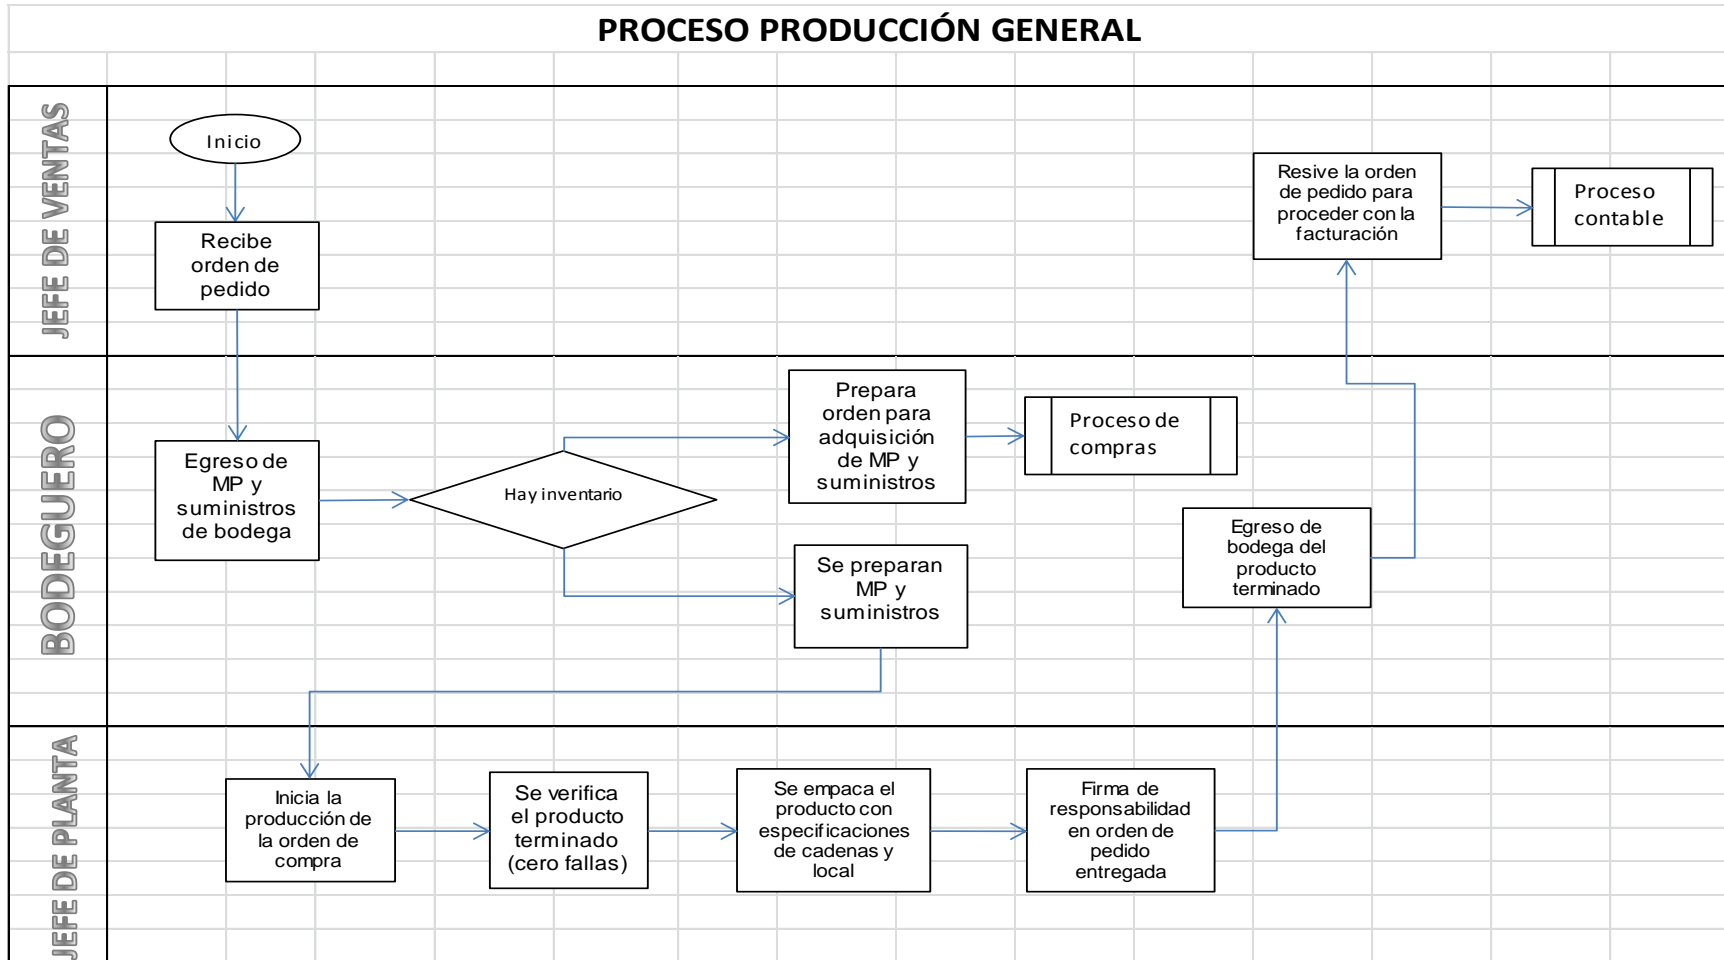 PROCESO PRODUCCIÓN GENERAL
JEFE DE VENTAS
Inicio
Recibe
orden de
pedido
Resive la orden
de pedido para
proceder con la
facturación
Proceso
contable
BODEGUERO
Egreso de
MP y
suministros
de bodega
Hay inventario
Prepara
orden para
adquisición
de MP y
suministros
Proceso de
compras
Se preparan
MP y
suministros
Egreso de
bodega del
producto
terminado
JEFE DE PLANTA
Inicia la
producción de
la orden de
compra
Se verifica
el producto
terminado
(cero fallas)
Se empaca el
producto con
especificaciones
de cadenas y
local
Firma de
responsabilidad
en orden de
pedido
entregada